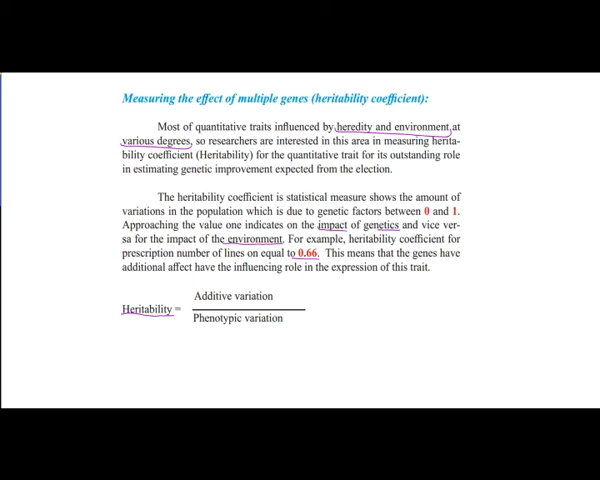 Measuring the effect of multiple genes (heritability coefficient):
Most of quantitative traits influenced by heredity and environment at
various degrees, so researchers are interested in this area in measuring herita-
bility coefficient (Heritability) for the quantitative trait for its outstanding role
in estimating genetic improvement expected from the election.
The heritability coefficient is statistical measure shows the amount of
variations in the population which is due to genetic factors between 0 and 1.
Approaching the value one indicates on the impact of genetics and vice ver-
sa for the impact of the environment. For example, heritability coefficient for
prescription number of lines on equal to 0.66. This means that the genes have
additional affect have the influencing role in the expression of this trait.
Additive variation
Heritability =
Phenotypic variation